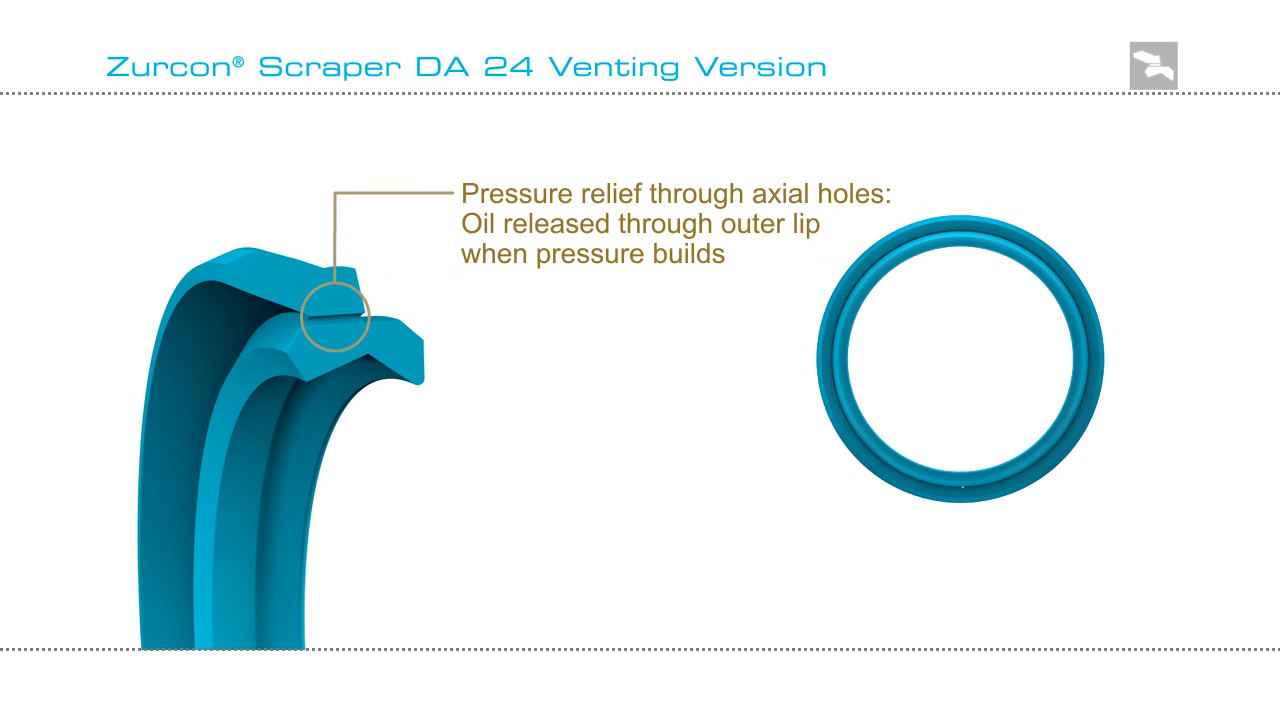 Zurcon® Scraper DA 24 Venting Version
Pressure relief through axial holes:
Oil released through outer lip
when pressure builds